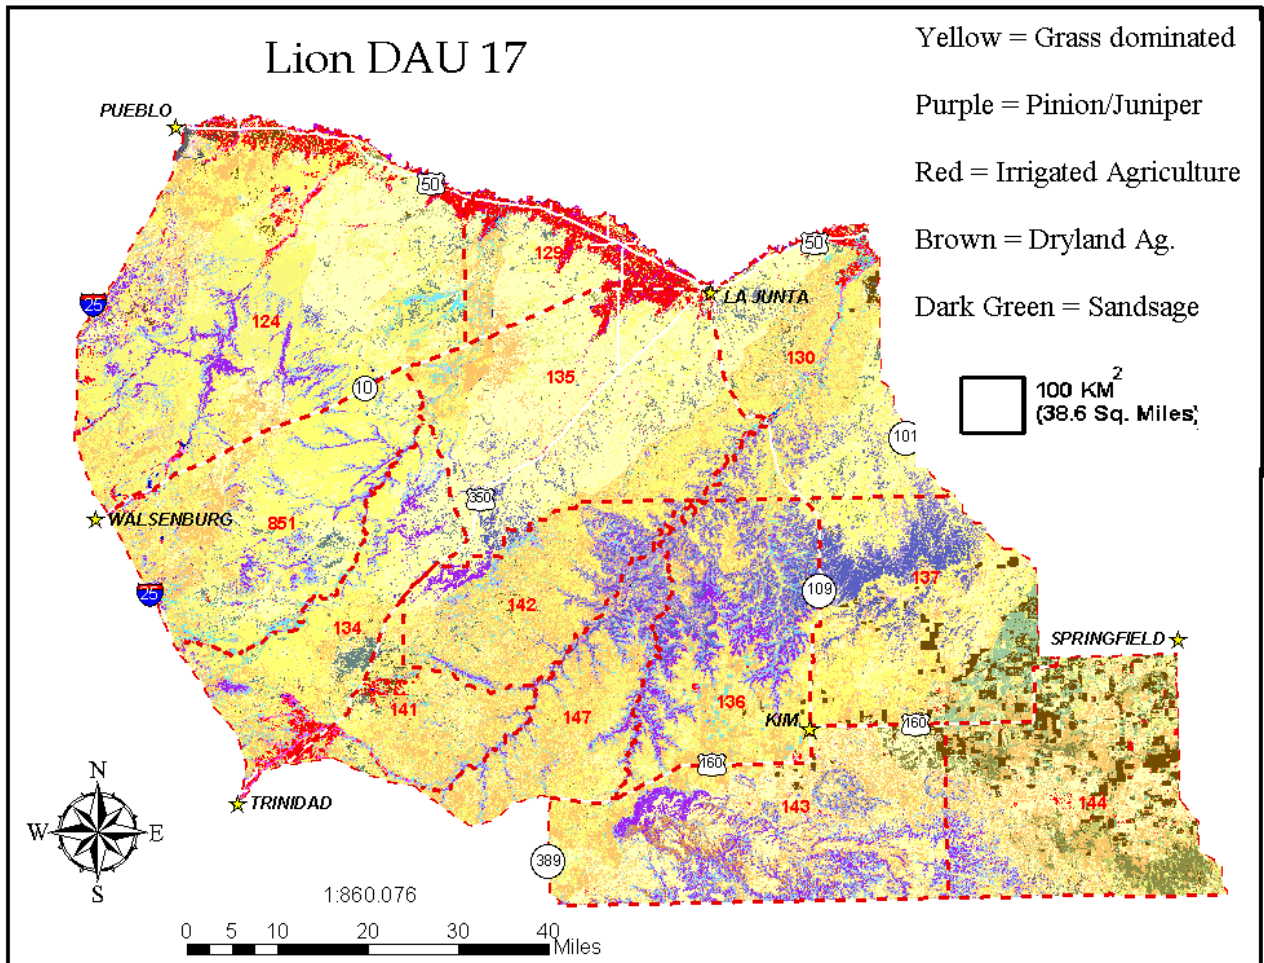 Lion DAU 17
Yellow = Grass dominated
Purple = Pinion/Juniper
Red = Irrigated Agriculture
Brown = Dryland Ag.
Dark Green = Sandsage
100 KM2
(38.6 Sq. Miles)
PUEBLO
50
129
50
LA JUNTA
25
124
130
135
10
101
350
WALSENBURG
851
109
137
25
142
134
SPRINGFIELD
136
141
147
KIM
160
160
143
144
TRINIDAD
389
N
W
E
S
1:860.076
0 5 10 20 30 40
Miles